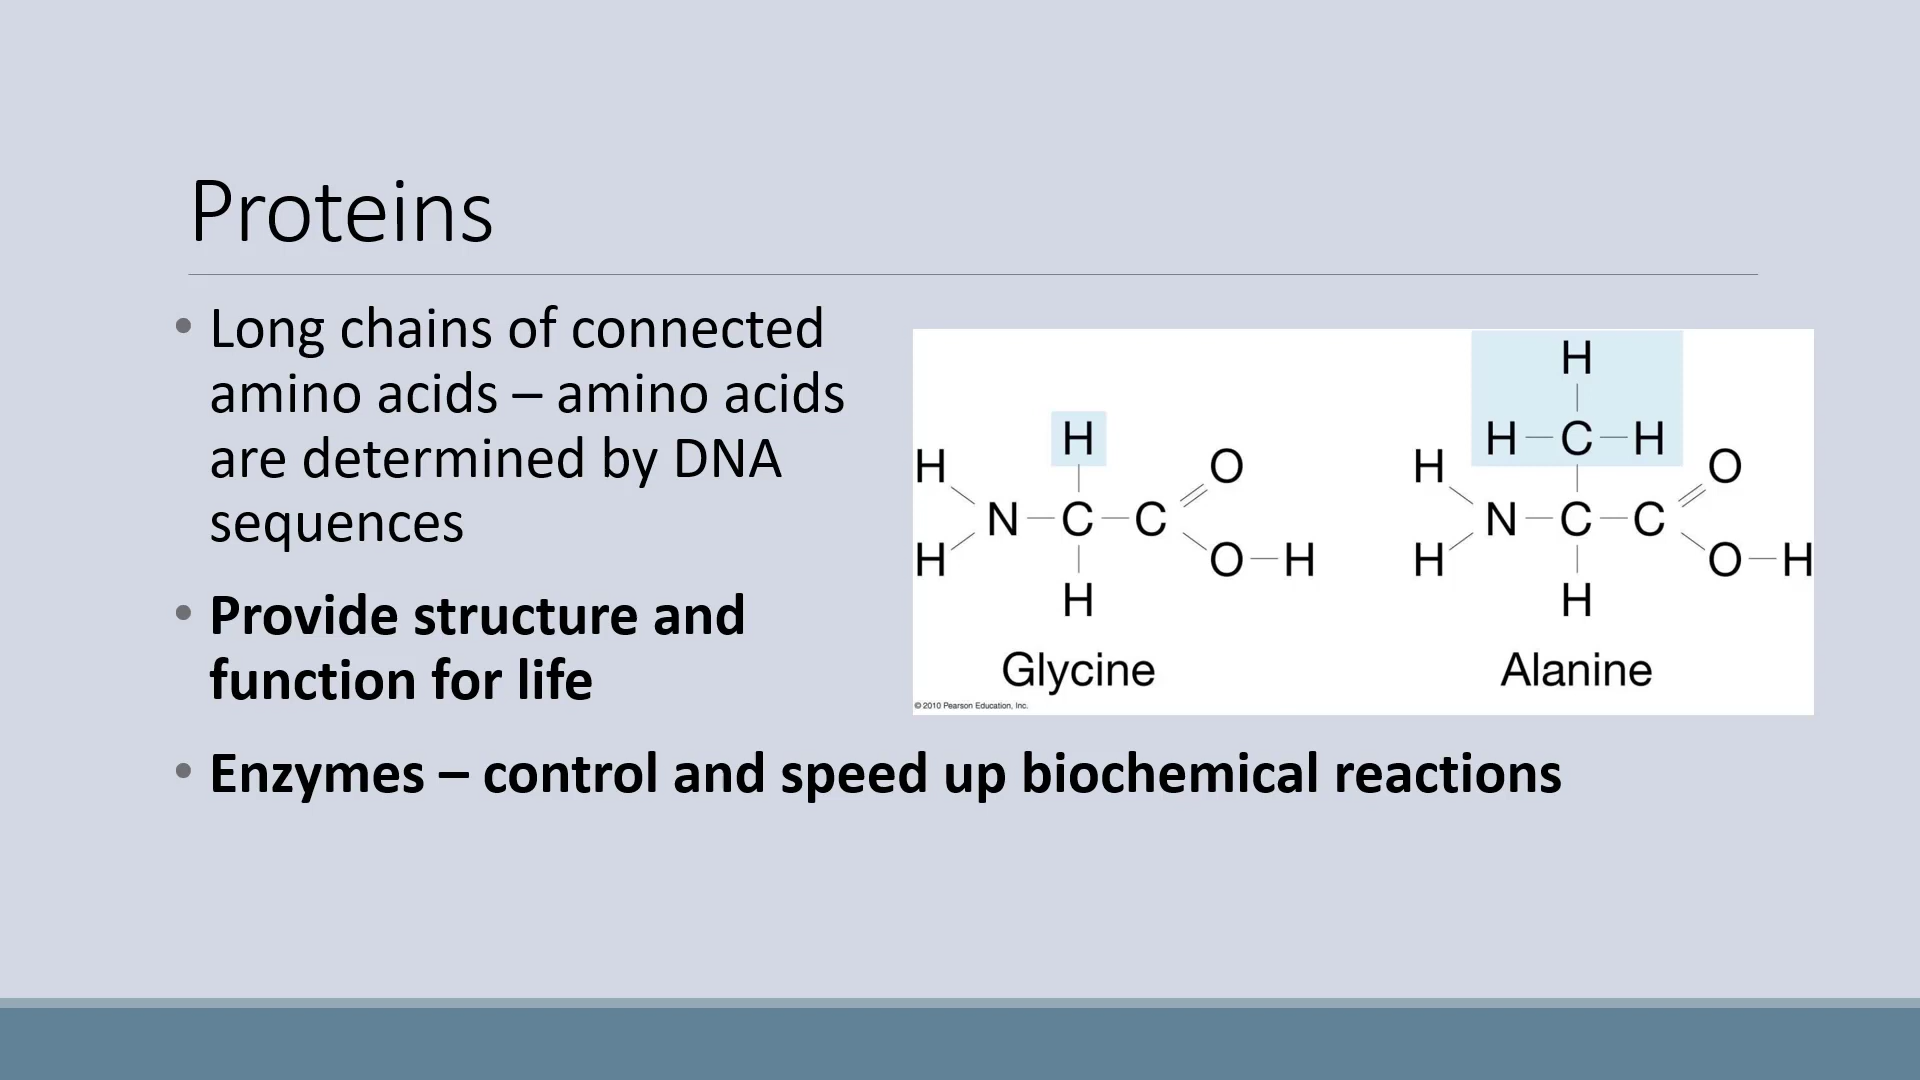 Proteins
• Long chains of connected
amino acids – amino acids
are determined by DNA
sequences
• Provide structure and
function for life
• Enzymes – control and speed up biochemical reactions
H
H O
H N C C
H O H
H
Glycine
H
H C H
H O
N C C
H O H
H
Alanine
© 2010 Pearson Education, Inc.